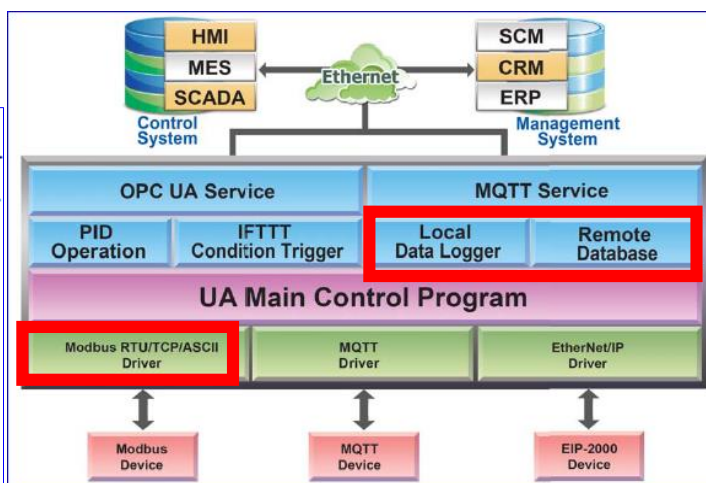 HMI
MES
SCADA
Control
System
Ethernet
SCM
CRM
ERP
Management
System
OPC UA Service
MQTT Service
PID
Operation
IFTTT
Condition Trigger
Local
Data Logger
Remote
Database
UA Main Control Program
Modbus RTU/TCP/ASCII
Driver
MQTT
Driver
EtherNet/IP
Driver
Modbus
Device
MQTT
Device
EIP-2000
Device